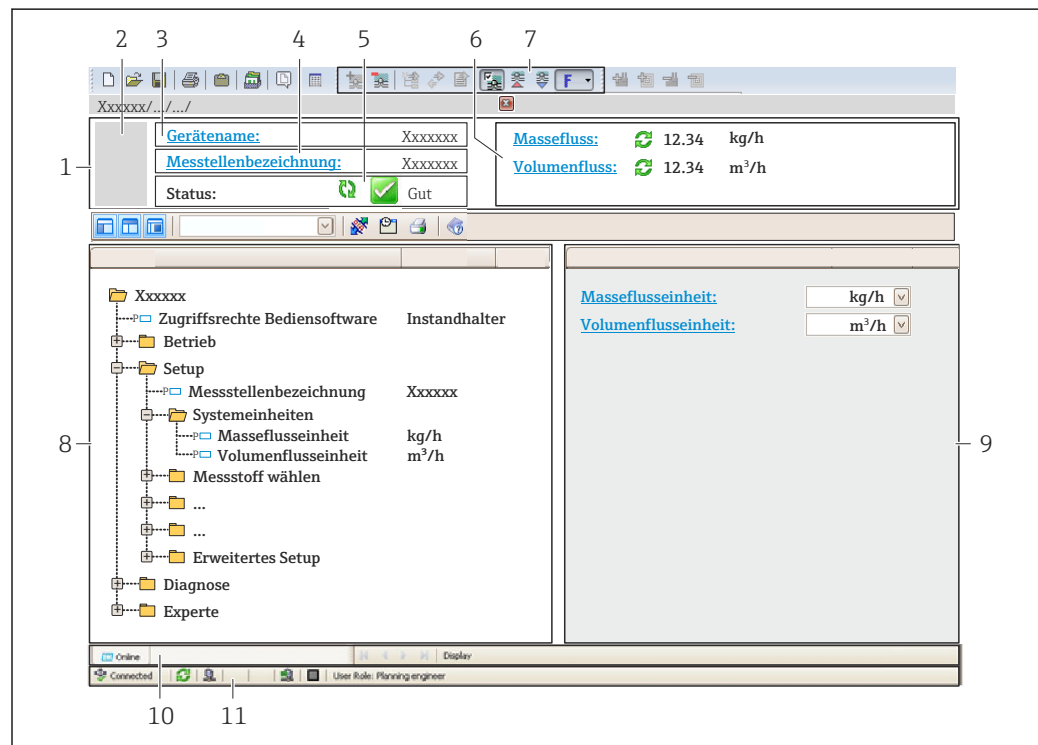 2 3 4 5 6 7
F
Xxxxxx/.../.../
1
Gerätename: Xxxxxxx
Messtellenbezeichnung: Xxxxxxx
Status: Gut
Massefluss: 12.34 kg/h
Volumenfluss: 12.34 m³/h
Xxxxxx
P Zugriffsrechte Bediensoftware Instandhalter
Betrieb
Setup
P Messstellenbezeichnung Xxxxxx
Systemeinheiten
P Masseflusseinheit kg/h
P Volumenflusseinheit m³/h
Messstoff wählen
...
...
Erweitertes Setup
Diagnose
Experte
8
Masseflusseinheit: kg/h
Volumenflusseinheit: m³/h
9
Online Display
Connected User Role: Planning engineer
10 11